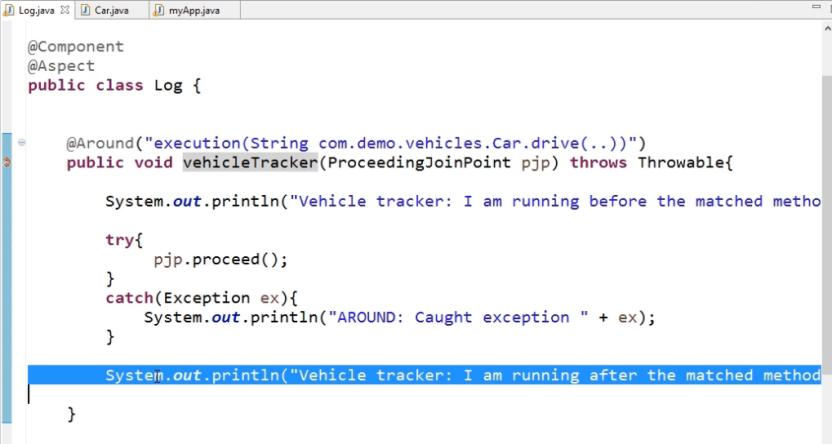 Log.java Car.java myApp.java
@Component
@Aspect
public class Log {
@Around("execution(String com.demo.vehicles.Car.drive(..))")
public void vehicleTracker(ProceedingJoinPoint pjp) throws Throwable{
System.out.println("Vehicle tracker: I am running before the matched metho
try{
pjp.proceed();
}
catch(Exception ex){
System.out.println("AROUND: Caught exception " + ex);
}
System.out.println("Vehicle tracker: I am running after the matched method
}